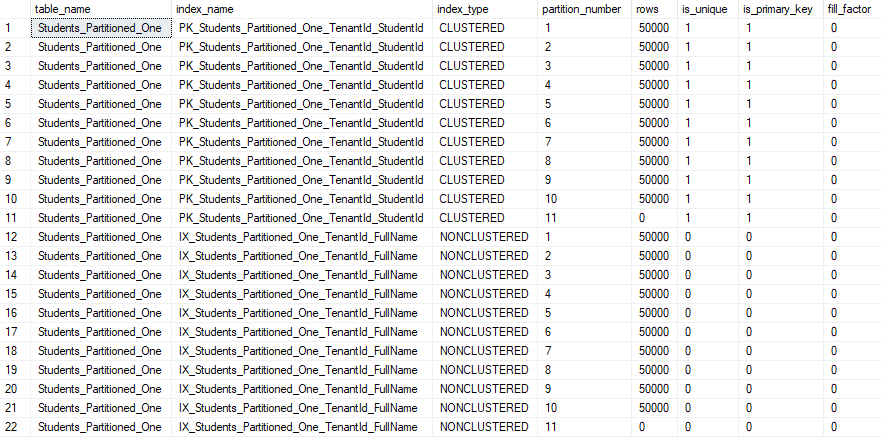 table_name index_name index_type partition_number rows is_unique is_primary_key fill_factor
1 Students_Partitioned_One PK_Students_Partitioned_One_TenantId_StudentId CLUSTERED 1 50000 1 1 0
2 Students_Partitioned_One PK_Students_Partitioned_One_TenantId_StudentId CLUSTERED 2 50000 1 1 0
3 Students_Partitioned_One PK_Students_Partitioned_One_TenantId_StudentId CLUSTERED 3 50000 1 1 0
4 Students_Partitioned_One PK_Students_Partitioned_One_TenantId_StudentId CLUSTERED 4 50000 1 1 0
5 Students_Partitioned_One PK_Students_Partitioned_One_TenantId_StudentId CLUSTERED 5 50000 1 1 0
6 Students_Partitioned_One PK_Students_Partitioned_One_TenantId_StudentId CLUSTERED 6 50000 1 1 0
7 Students_Partitioned_One PK_Students_Partitioned_One_TenantId_StudentId CLUSTERED 7 50000 1 1 0
8 Students_Partitioned_One PK_Students_Partitioned_One_TenantId_StudentId CLUSTERED 8 50000 1 1 0
9 Students_Partitioned_One PK_Students_Partitioned_One_TenantId_StudentId CLUSTERED 9 50000 1 1 0
10 Students_Partitioned_One PK_Students_Partitioned_One_TenantId_StudentId CLUSTERED 10 50000 1 1 0
11 Students_Partitioned_One PK_Students_Partitioned_One_TenantId_StudentId CLUSTERED 11 0 1 1 0
12 Students_Partitioned_One IX_Students_Partitioned_One_TenantId_FullName NONCLUSTERED 1 50000 0 0 0
13 Students_Partitioned_One IX_Students_Partitioned_One_TenantId_FullName NONCLUSTERED 2 50000 0 0 0
14 Students_Partitioned_One IX_Students_Partitioned_One_TenantId_FullName NONCLUSTERED 3 50000 0 0 0
15 Students_Partitioned_One IX_Students_Partitioned_One_TenantId_FullName NONCLUSTERED 4 50000 0 0 0
16 Students_Partitioned_One IX_Students_Partitioned_One_TenantId_FullName NONCLUSTERED 5 50000 0 0 0
17 Students_Partitioned_One IX_Students_Partitioned_One_TenantId_FullName NONCLUSTERED 6 50000 0 0 0
18 Students_Partitioned_One IX_Students_Partitioned_One_TenantId_FullName NONCLUSTERED 7 50000 0 0 0
19 Students_Partitioned_One IX_Students_Partitioned_One_TenantId_FullName NONCLUSTERED 8 50000 0 0 0
20 Students_Partitioned_One IX_Students_Partitioned_One_TenantId_FullName NONCLUSTERED 9 50000 0 0 0
21 Students_Partitioned_One IX_Students_Partitioned_One_TenantId_FullName NONCLUSTERED 10 50000 0 0 0
22 Students_Partitioned_One IX_Students_Partitioned_One_TenantId_FullName NONCLUSTERED 11 0 0 0 0